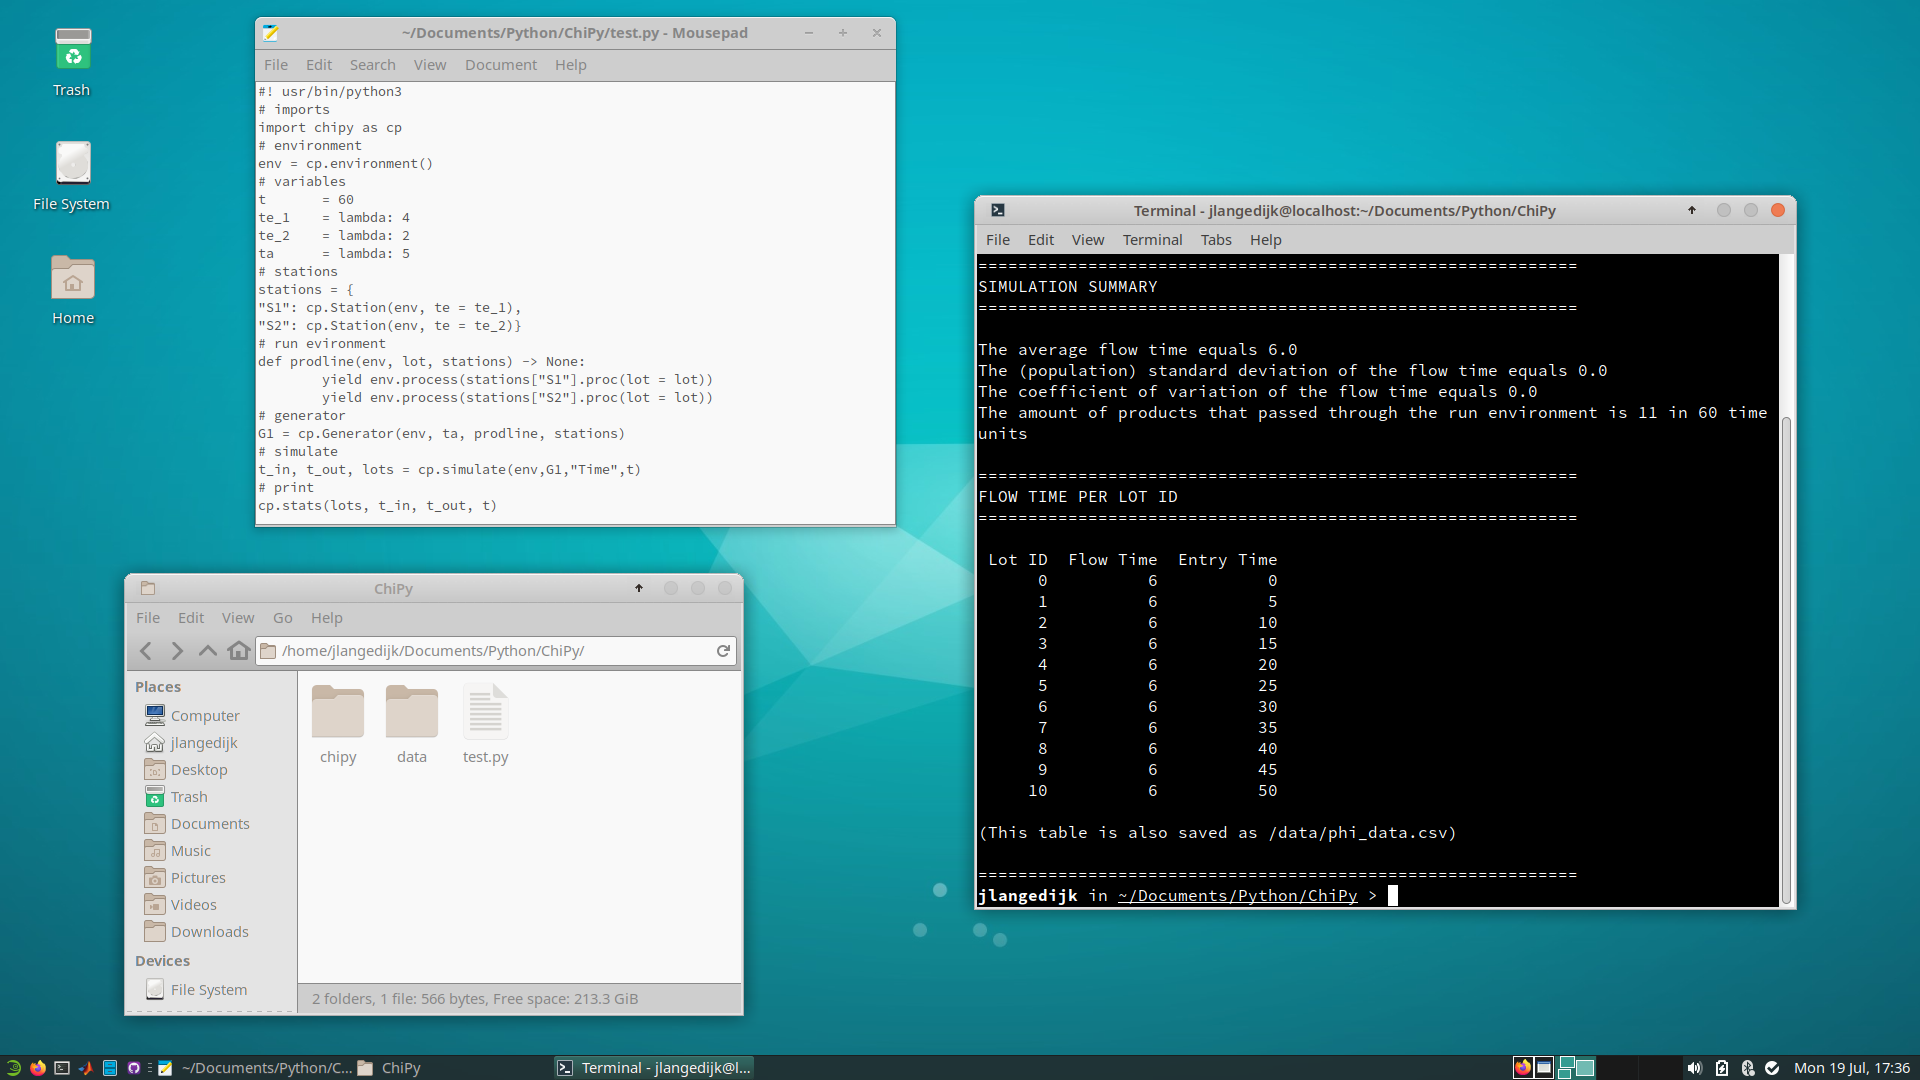 Trash
File System
Home
~/Documents/Python/ChiPy/test.py - Mousepad
File Edit Search View Document Help
#! usr/bin/python3
# imports
import chipy as cp
# environment
env = cp.environment()
# variables
t       = 60
te_1    = lambda: 4
te_2    = lambda: 2
ta      = lambda: 5
# stations
stations = {
"S1": cp.Station(env, te = te_1),
"S2": cp.Station(env, te = te_2)}
# run evironment
def prodline(env, lot, stations) -> None:
        yield env.process(stations["S1"].proc(lot = lot))
        yield env.process(stations["S2"].proc(lot = lot))
# generator
G1 = cp.Generator(env, ta, prodline, stations)
# simulate
t_in, t_out, lots = cp.simulate(env,G1,"Time",t)
# print
cp.stats(lots, t_in, t_out, t)
ChiPy
File Edit View Go Help
/home/jlangedijk/Documents/Python/ChiPy/
Places
Computer
jlangedijk
Desktop
Trash
Documents
Music
Pictures
Videos
Downloads
Devices
File System
chipy
data
test.py
2 folders, 1 file: 566 bytes, Free space: 213.3 GiB
Terminal - jlangedijk@localhost:~/Documents/Python/ChiPy
File Edit View Terminal Tabs Help
============================================================
SIMULATION SUMMARY
============================================================
The average flow time equals 6.0
The (population) standard deviation of the flow time equals 0.0
The coefficient of variation of the flow time equals 0.0
The amount of products that passed through the run environment is 11 in 60 time
units
============================================================
FLOW TIME PER LOT ID
============================================================
Lot ID  Flow Time  Entry Time
0  6  0
1  6  5
2  6  10
3  6  15
4  6  20
5  6  25
6  6  30
7  6  35
8  6  40
9  6  45
10  6  50
(This table is also saved as /data/phi_data.csv)
============================================================
jlangedijk in ~/Documents/Python/ChiPy >
~/Documents/Python/C...
ChiPy
Terminal - jlangedijk@l...
Mon 19 Jul, 17:36